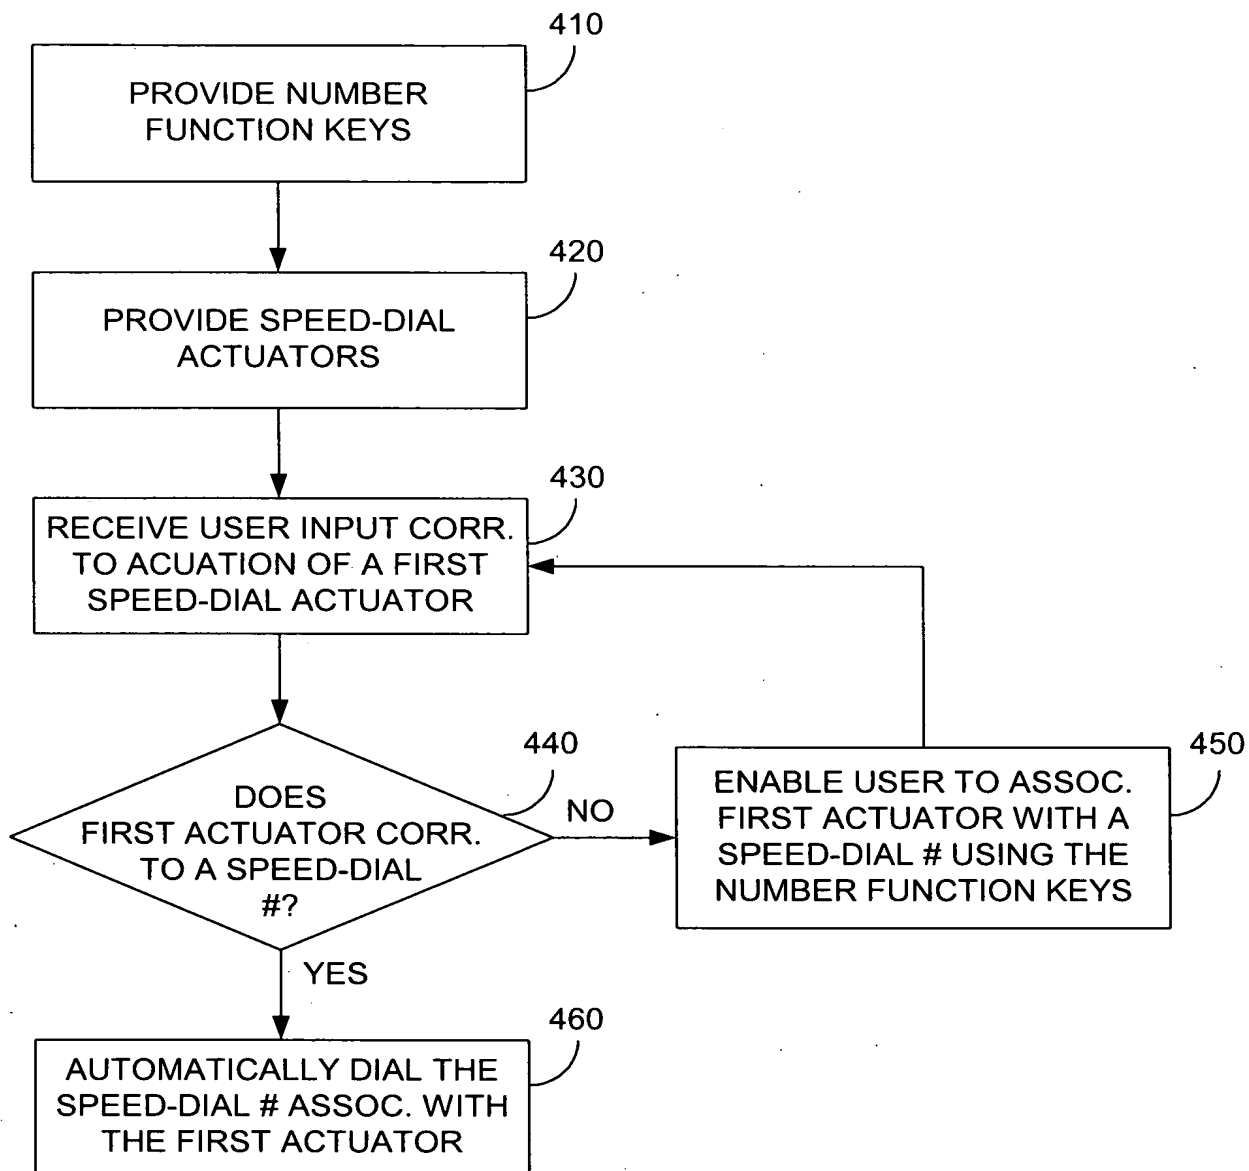 410
PROVIDE NUMBER
FUNCTION KEYS
420
PROVIDE SPEED-DIAL
ACTUATORS
430
RECEIVE USER INPUT CORR.
TO ACUATION OF A FIRST
SPEED-DIAL ACTUATOR
440
DOES
FIRST ACTUATOR CORR.
TO A SPEED-DIAL
#?
NO
450
ENABLE USER TO ASSOC.
FIRST ACTUATOR WITH A
SPEED-DIAL # USING THE
NUMBER FUNCTION KEYS
YES
460
AUTOMATICALLY DIAL THE
SPEED-DIAL # ASSOC. WITH
THE FIRST ACTUATOR